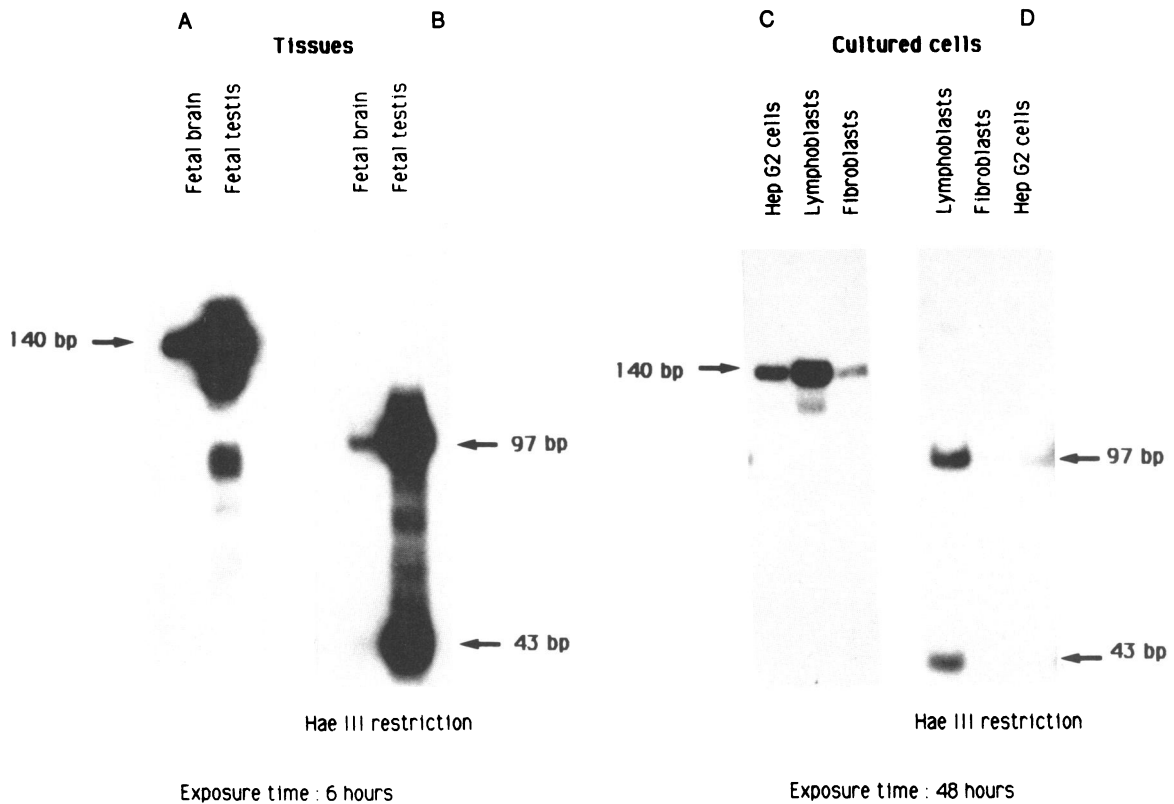 A
B
Tissues
Fetal brain
Fetal testis
Fetal brain
Fetal testis
140 bp
97 bp
43 bp
Hae III restriction
Exposure time : 6 hours
C
D
Cultured cells
Hep G2 cells
Lymphoblasts
Fibroblasts
Lymphoblasts
Fibroblasts
Hep G2 cells
140 bp
97 bp
43 bp
Hae III restriction
Exposure time : 48 hours